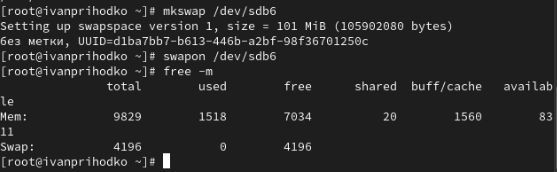 [root@ivanprihodko ~]# mkswap /dev/sdb6
Setting up swapspace version 1, size = 101 MiB (105902080 bytes)
без метки, UUID=d1ba7bb7-b613-446b-a2bf-98f36701250c
[root@ivanprihodko ~]# swapon /dev/sdb6
[root@ivanprihodko ~]# free -m
total used free shared buff/cache availab
le
Mem: 9829 1518 7034 20 1560 83
11
Swap: 4196 0 4196
[root@ivanprihodko ~]#